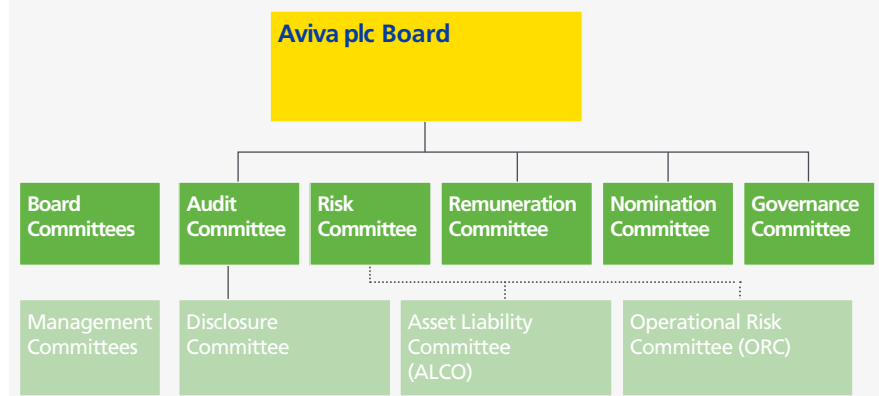 Aviva plc Board
Board
Committees
Audit
Committee
Risk
Committee
Remuneration
Committee
Nomination
Committee
Governance
Committee
Management
Committees
Disclosure
Committee
Asset Liability
Committee
(ALCO)
Operational Risk
Committee (ORC)